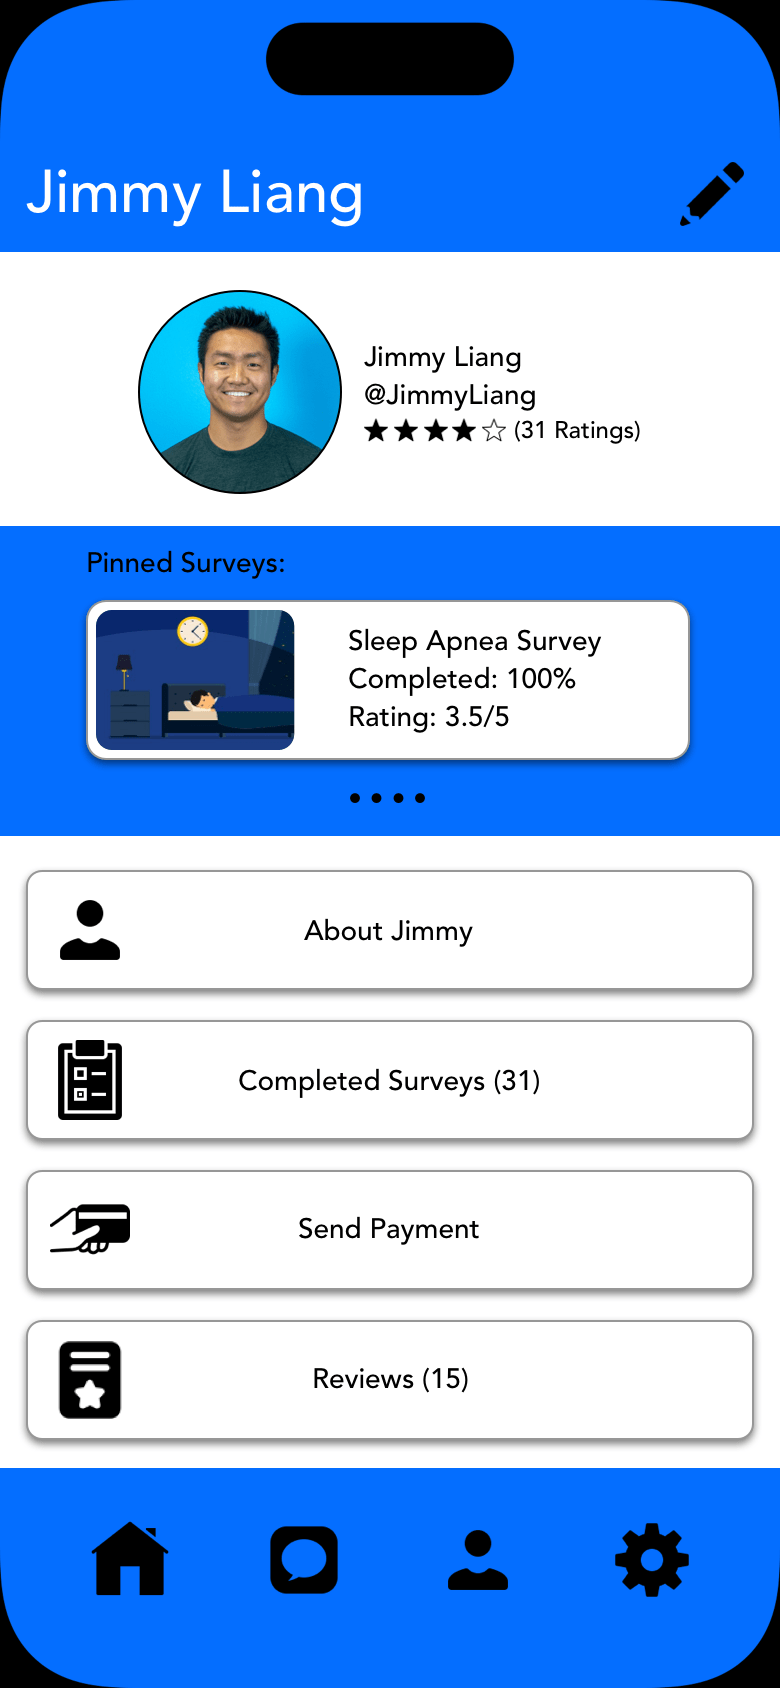 Jimmy Liang
Jimmy Liang
@JimmyLiang
(31 Ratings)
Pinned Surveys:
Sleep Apnea Survey
Completed: 100%
Rating: 3.5/5
About Jimmy
Completed Surveys (31)
Send Payment
Reviews (15)